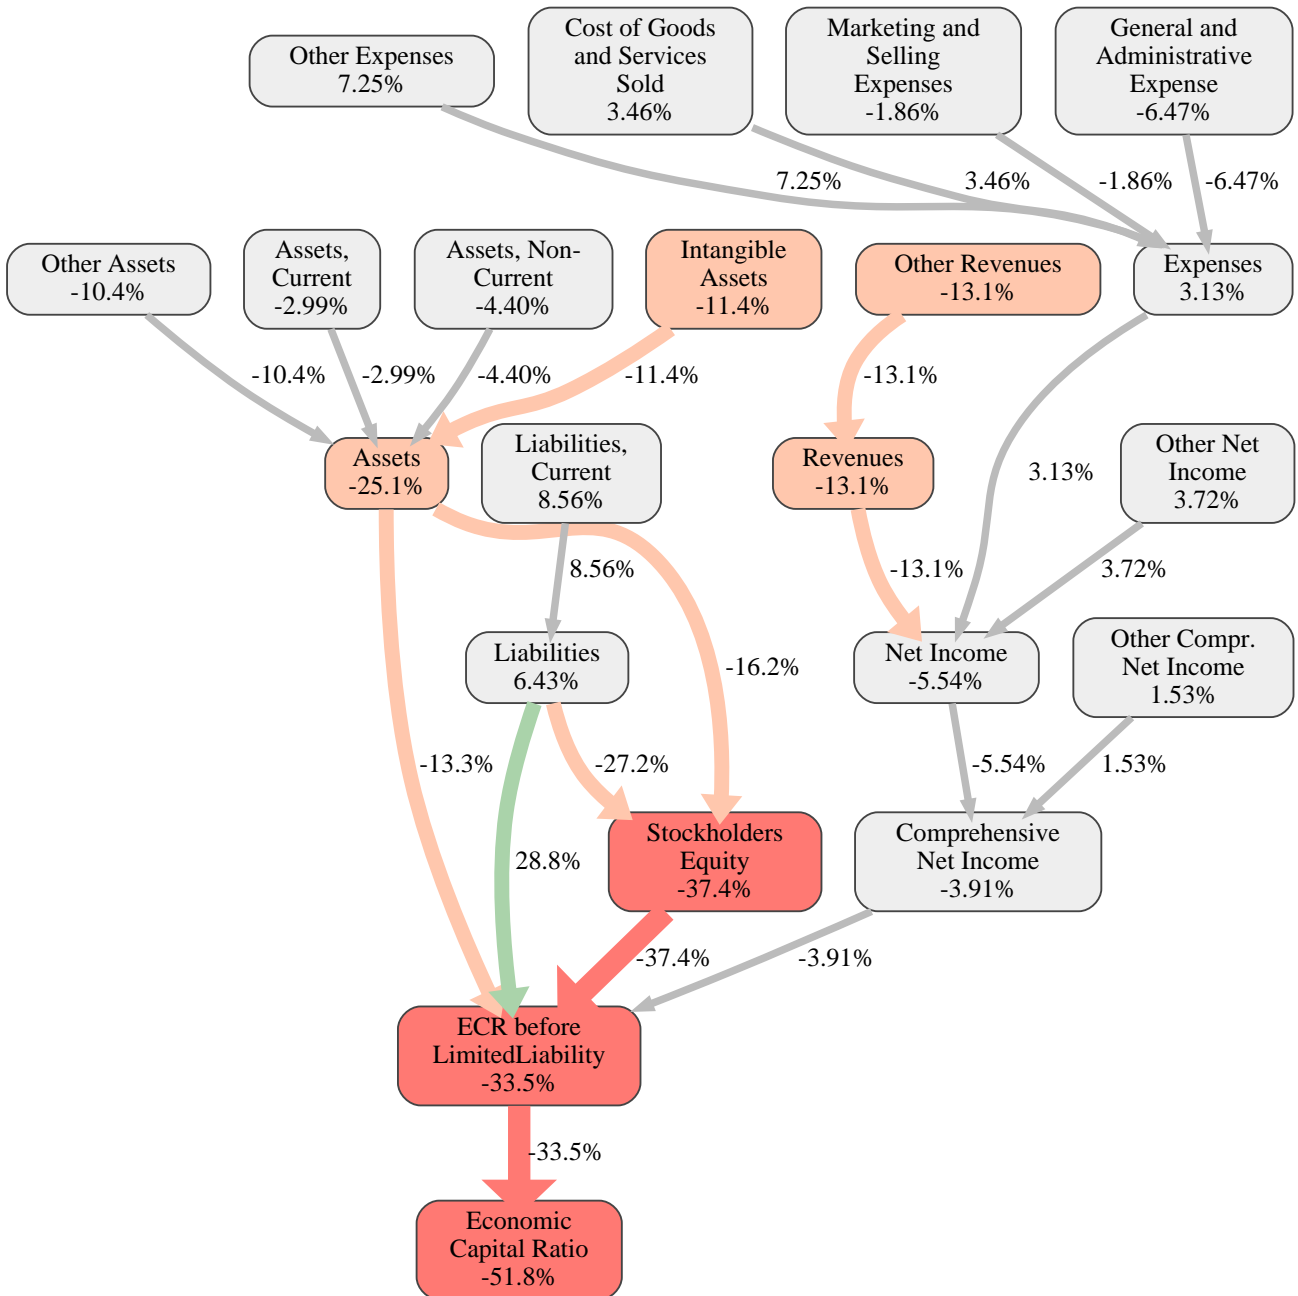 Other Expenses
7.25%
Cost of Goods
and Services
Sold
3.46%
Marketing and
Selling
Expenses
-1.86%
General and
Administrative
Expense
-6.47%
7.25%
3.46%
-1.86%
-6.47%
Other Assets
-10.4%
Assets,
Current
-2.99%
Assets, Non-
Current
-4.40%
Intangible
Assets
-11.4%
Other Revenues
-13.1%
Expenses
3.13%
-10.4%
-2.99%
-4.40%
-11.4%
-13.1%
Assets
-25.1%
Liabilities,
Current
8.56%
Revenues
-13.1%
3.13%
Other Net
Income
3.72%
8.56%
-13.1%
3.72%
Liabilities
6.43%
-16.2%
Net Income
-5.54%
Other Compr.
Net Income
1.53%
-13.3%
-27.2%
-5.54%
1.53%
28.8%
Stockholders
Equity
-37.4%
Comprehensive
Net Income
-3.91%
-37.4%
-3.91%
ECR before
LimitedLiability
-33.5%
-33.5%
Economic
Capital Ratio
-51.8%